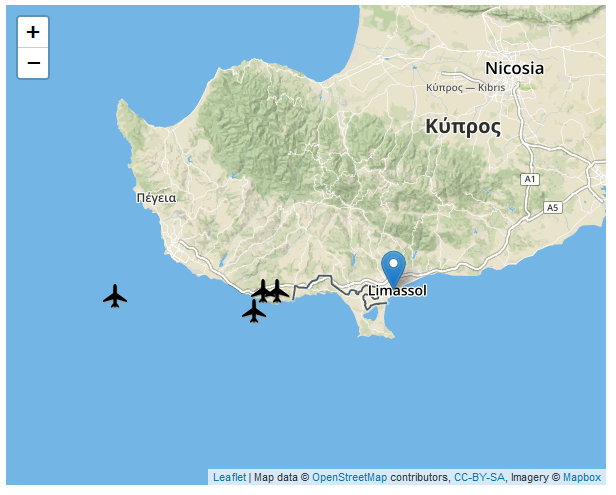 +
−
Nicosia
Κύπρος — Kıbrıs
Κύπρος
A1
Πέγεια
A5
Limassol
Leaflet | Map data © OpenStreetMap contributors, CC-BY-SA, Imagery © Mapbox